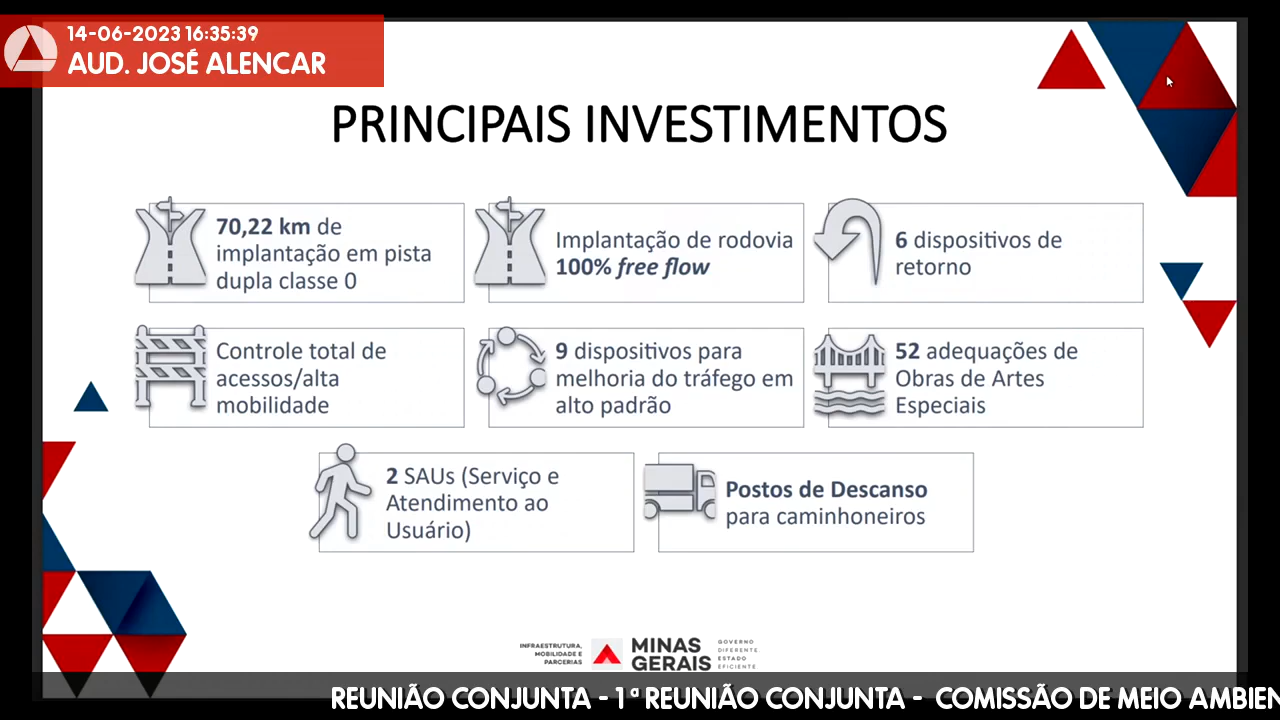 14-06-2023 16:35:39
AUD. JOSÉ ALENCAR
PRINCIPAIS INVESTIMENTOS
70,22 km de
implantação em pista
dupla classe 0
Implantação de rodovia
100% free flow
6 dispositivos de
retorno
Controle total de
acessos/alta
mobilidade
9 dispositivos para
melhoria do tráfego em
alto padrão
52 adequações de
Obras de Artes
Especiais
2 SAUs (Serviço e
Atendimento ao
Usuário)
Postos de Descanso
para caminhoneiros
INFRAESTRUTURA,
MOBILIDADE E
PARCERIAS
MINAS
GERAIS
GOVERNO
DIFERENTE
ESTADO
EFICIENTE
REUNIÃO CONJUNTA - 1ª REUNIÃO CONJUNTA - COMISSÃO DE MEIO AMBIEN